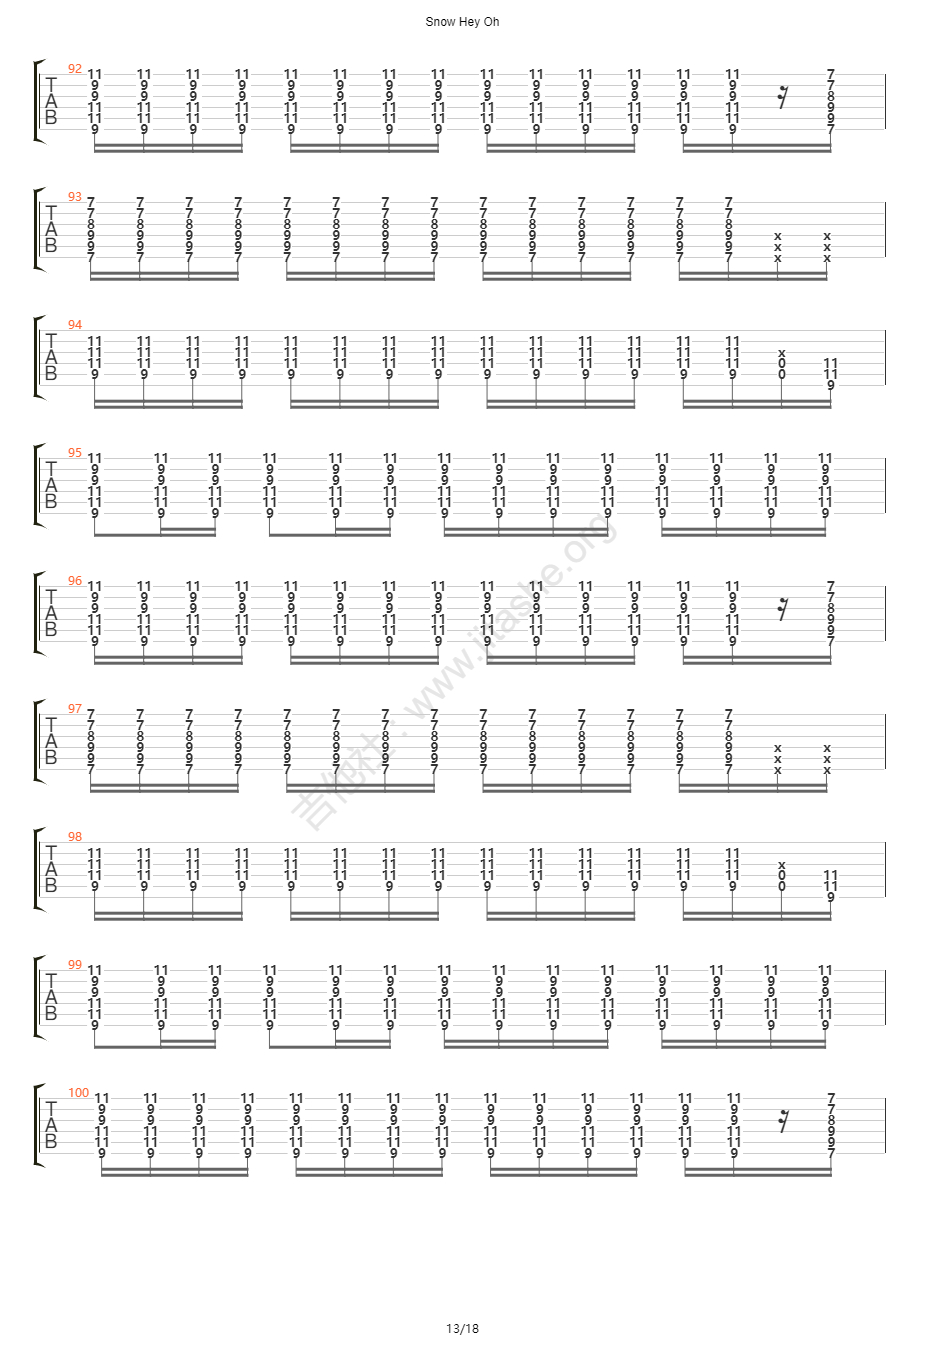 Snow Hey Oh
92
11 11 11 11 11 11 11 11 11 11 11 11 11 11 7
T 9 9 9 9 9 9 9 9 9 9 9 9 9 9 7
A 9 9 9 9 9 9 9 9 9 9 9 9 9 9 8
11 11 11 11 11 11 11 11 11 11 11 11 11 11 9
B 11 11 11 11 11 11 11 11 11 11 11 11 11 11 9
9 9 9 9 9 9 9 9 9 9 9 9 9 9 7
93
7 7 7 7 7 7 7 7 7 7 7 7 7 7
T 7 7 7 7 7 7 7 7 7 7 7 7 7 7
A 8 8 8 8 8 8 8 8 8 8 8 8 8 8
9 9 9 9 9 9 9 9 9 9 9 9 9 9 x x
B 9 9 9 9 9 9 9 9 9 9 9 9 9 9 x x
7 7 7 7 7 7 7 7 7 7 7 7 7 7 x x
94
T 11 11 11 11 11 11 11 11 11 11 11 11 11 11
A 11 11 11 11 11 11 11 11 11 11 11 11 11 11 x
11 11 11 11 11 11 11 11 11 11 11 11 11 11 0 11
B 9 9 9 9 9 9 9 9 9 9 9 9 9 9 0 11
9
95
11 11 11 11 11 11 11 11 11 11 11 11 11 11
T 9 9 9 9 9 9 9 9 9 9 9 9 9 9
A 9 9 9 9 9 9 9 9 9 9 9 9 9 9
11 11 11 11 11 11 11 11 11 11 11 11 11 11
B 11 11 11 11 11 11 11 11 11 11 11 11 11 11
9 9 9 9 9 9 9 9 9 9 9 9 9 9
96
11 11 11 11 11 11 11 11 11 11 11 11 11 11 7
T 9 9 9 9 9 9 9 9 9 9 9 9 9 9 7
A 9 9 9 9 9 9 9 9 9 9 9 9 9 9 8
11 11 11 11 11 11 11 11 11 11 11 11 11 11 9
B 11 11 11 11 11 11 11 11 11 11 11 11 11 11 9
9 9 9 9 9 9 9 9 9 9 9 9 9 9 7
97
7 7 7 7 7 7 7 7 7 7 7 7 7 7
T 7 7 7 7 7 7 7 7 7 7 7 7 7 7
A 8 8 8 8 8 8 8 8 8 8 8 8 8 8
9 9 9 9 9 9 9 9 9 9 9 9 9 9 x x
B 9 9 9 9 9 9 9 9 9 9 9 9 9 9 x x
7 7 7 7 7 7 7 7 7 7 7 7 7 7 x x
98
T 11 11 11 11 11 11 11 11 11 11 11 11 11 11
A 11 11 11 11 11 11 11 11 11 11 11 11 11 11 x
11 11 11 11 11 11 11 11 11 11 11 11 11 11 0 11
B 9 9 9 9 9 9 9 9 9 9 9 9 9 9 0 11
9
99
11 11 11 11 11 11 11 11 11 11 11 11 11 11
T 9 9 9 9 9 9 9 9 9 9 9 9 9 9
A 9 9 9 9 9 9 9 9 9 9 9 9 9 9
11 11 11 11 11 11 11 11 11 11 11 11 11 11
B 11 11 11 11 11 11 11 11 11 11 11 11 11 11
9 9 9 9 9 9 9 9 9 9 9 9 9 9
100
11 11 11 11 11 11 11 11 11 11 11 11 11 11 7
T 9 9 9 9 9 9 9 9 9 9 9 9 9 9 7
A 9 9 9 9 9 9 9 9 9 9 9 9 9 9 8
11 11 11 11 11 11 11 11 11 11 11 11 11 11 9
B 11 11 11 11 11 11 11 11 11 11 11 11 11 11 9
9 9 9 9 9 9 9 9 9 9 9 9 9 9 7
吉他社：www.jitashe.org
13/18